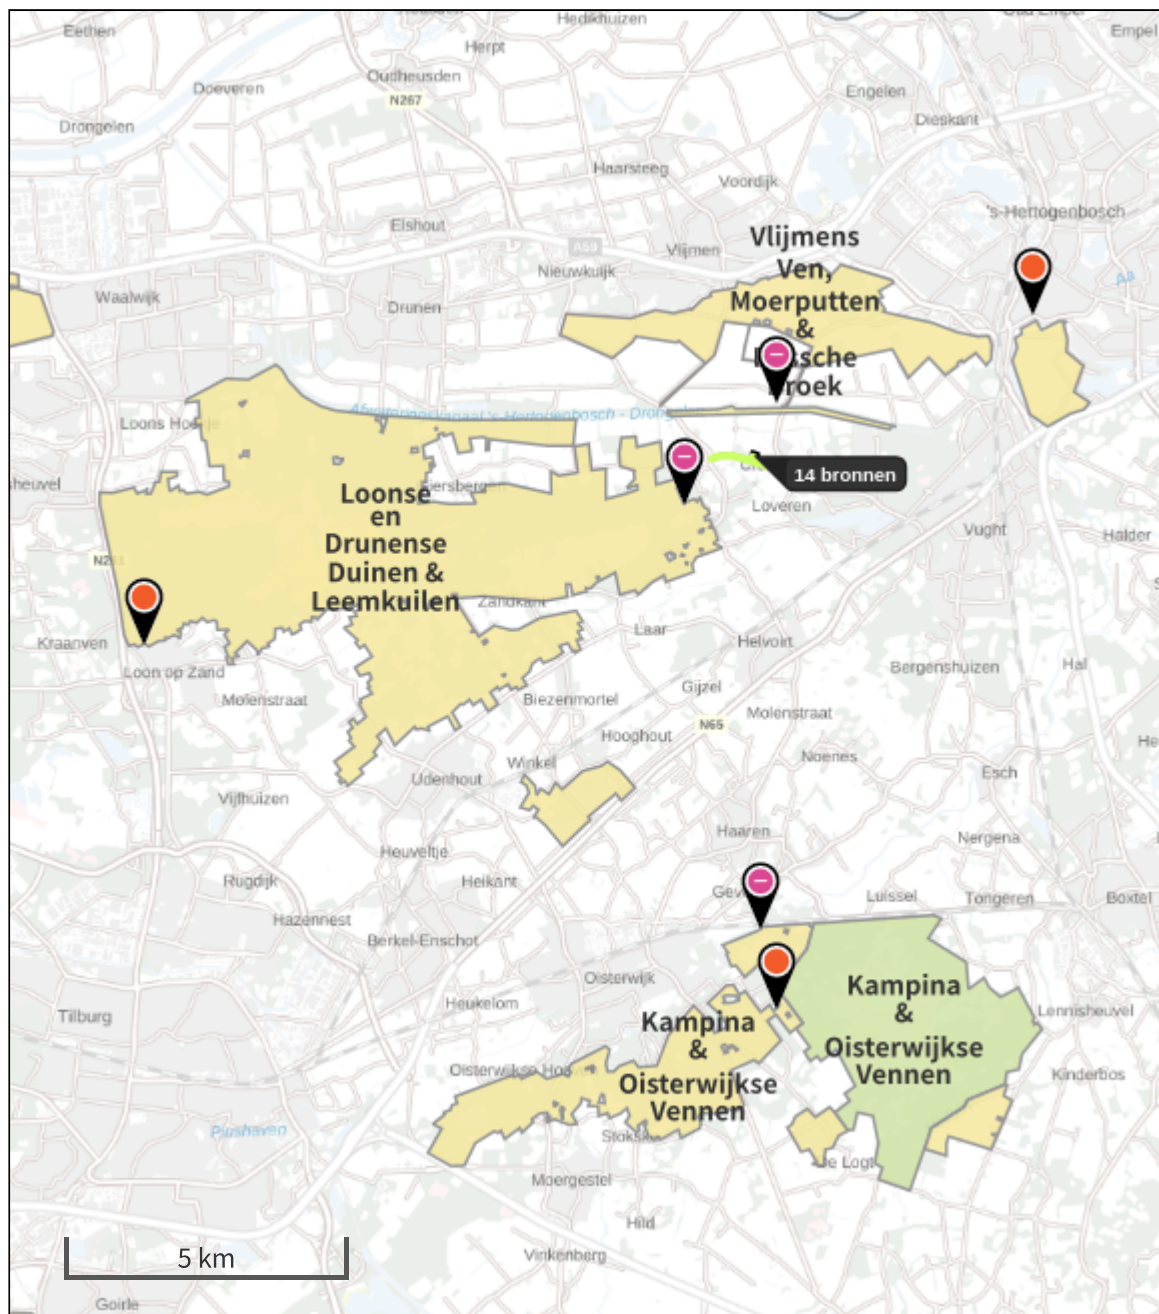 Hedikhuizen
Eethen
Empel
Herpt
Oudheusden
Doeveren
N267
Engelen
Drongelen
Dieskant
Haarsteeg
Voordijk
's-Hertogenbosch
Elshout
Vlijmen
A59
Nieuwkuijk
Vlijmens
Ven,
Moerputten
&
Aa
Waalwijk
Drunen
Afwateringskanaal 's-Hertogenbosch - Drongelen
14 bronnen
Loveren
Vught
Halder
Loonse
en
Drunense
Duinen &
Leemkuilen
Zandkant
Kraanven
Loon op Zand
Laar
Helvoirt
Bergenshuizen
Hal
Molenstraat
Biezenmortel
Gijzel
Molenstraat
N65
Hooghout
Noenes
Winkel
Udenhout
Esch
Vijfhuizen
Haaren
Nergena
Heuveltje
Heikant
Rugdijk
Luissel
Tongeren
Boxtel
Hazennest
Berkel-Enschot
Oisterwijk
Heukelom
Tilburg
Lennisheuvel
Kampina
&
Oisterwijkse
Vennen
Kampina
&
Oisterwijkse
Vennen
Kinderbos
Piushaven
De Logt
Moergestel
Hild
Vinkenberg
5 km
Goirle